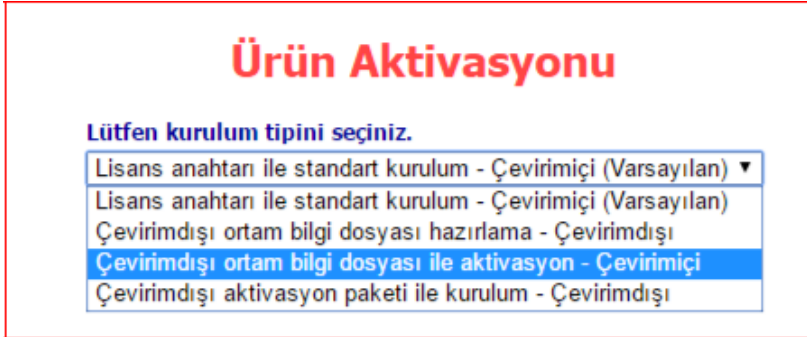 Ürün Aktivasyonu
Lütfen kurulum tipini seçiniz.
Lisans anahtarı ile standart kurulum - Çevirimiçi (Varsayılan)
Lisans anahtarı ile standart kurulum - Çevirimiçi (Varsayılan)
Çevirimdışı ortam bilgi dosyası hazırlama - Çevirimdışı
Çevirimdışı ortam bilgi dosyası ile aktivasyon - Çevirimiçi
Çevirimdışı aktivasyon paketi ile kurulum - Çevirimdışı